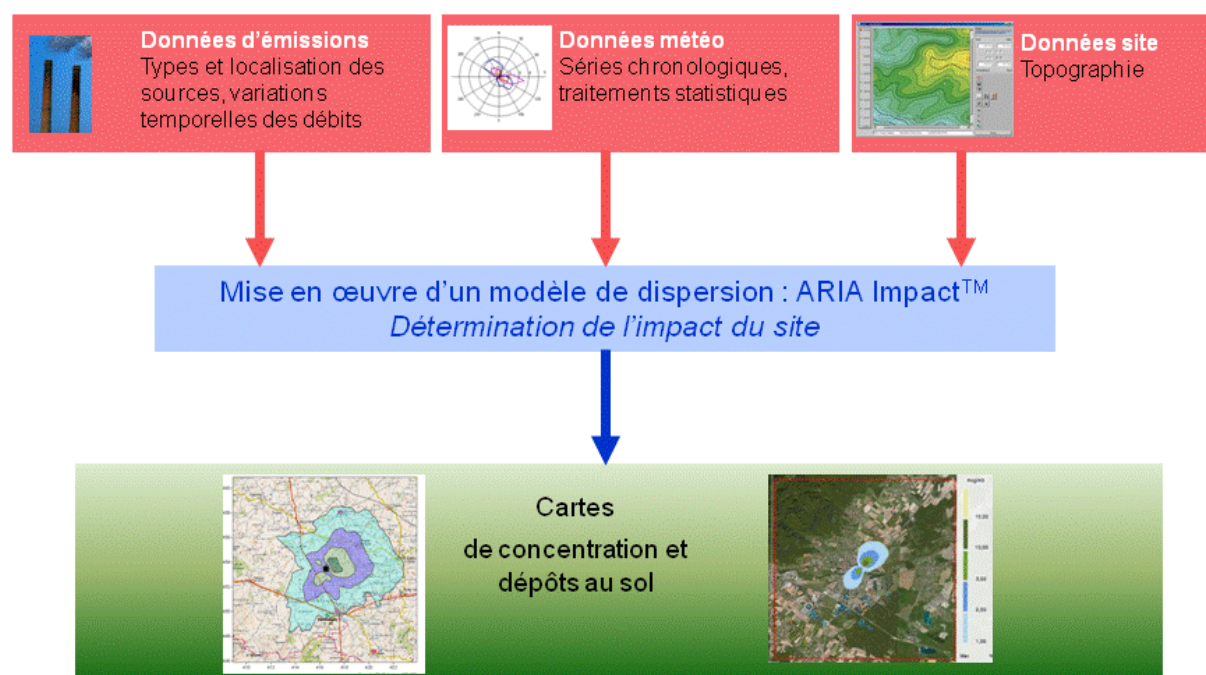 Données d'émissions
Types et localisation des
sources, variations
temporelles des débits
Données météo
Séries chronologiques,
traitements statistiques
Données site
Topographie
Mise en œuvre d'un modèle de dispersion : ARIA Impact™
Détermination de l'impact du site
Cartes
de concentration et
dépôts au sol